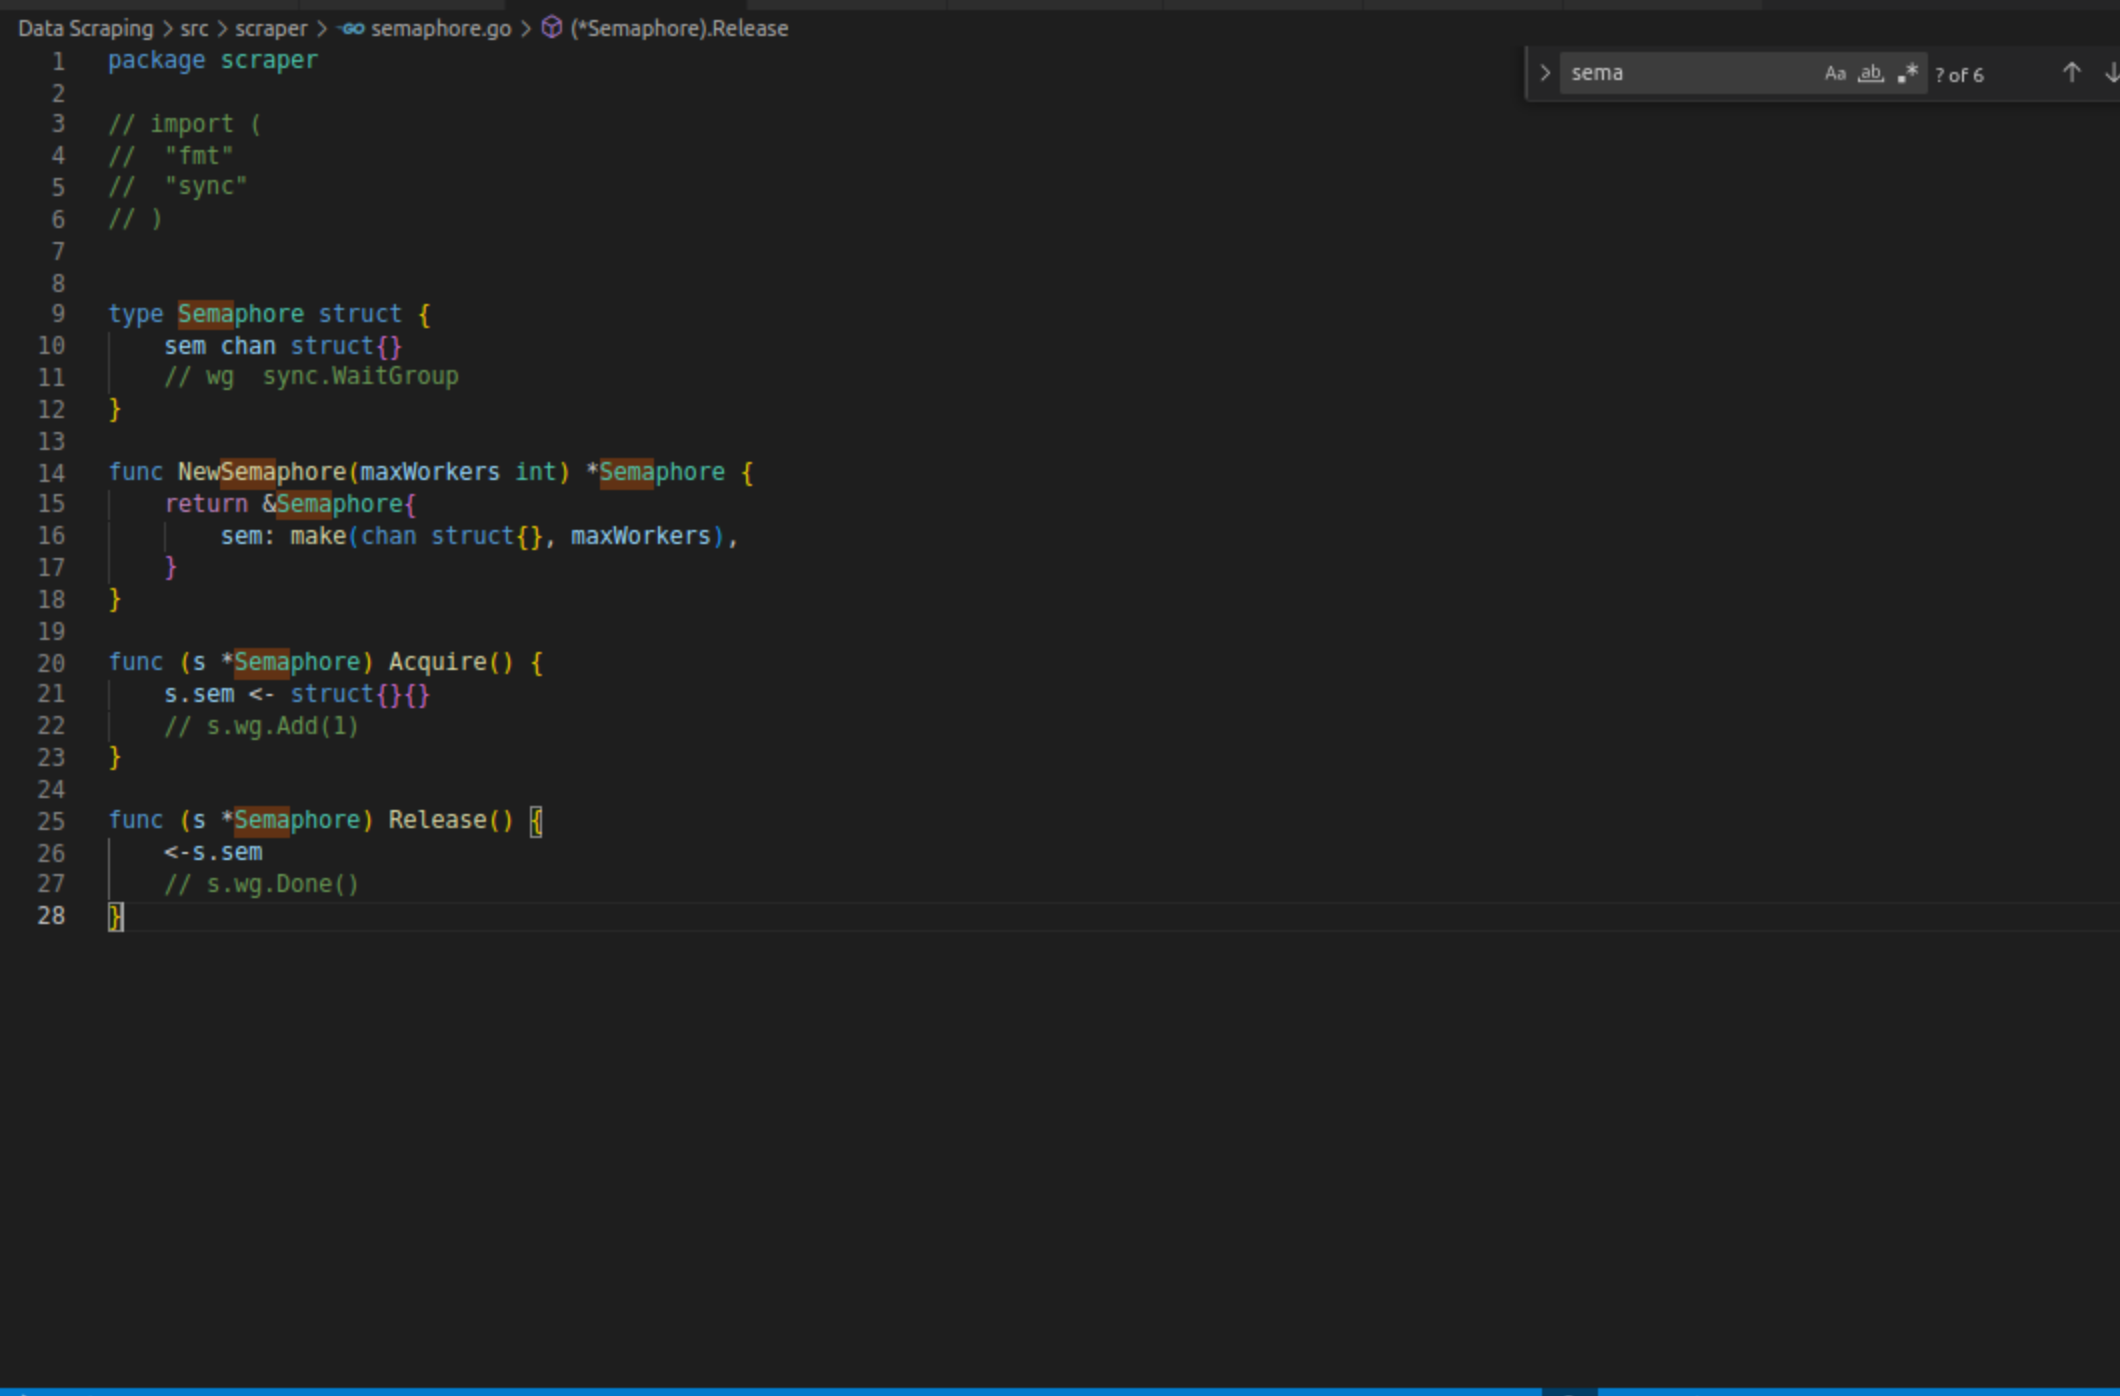 Data Scraping > src > scraper > GO semaphore.go > (*Semaphore).Release
sema Aa ab .* ? of 6
1 package scraper
2
3 // import (
4 //  "fmt"
5 //  "sync"
6 // )
7
8
9 type Semaphore struct {
10     sem chan struct{}
11     // wg  sync.WaitGroup
12 }
13
14 func NewSemaphore(maxWorkers int) *Semaphore {
15     return &Semaphore{
16         sem: make(chan struct{}, maxWorkers),
17     }
18 }
19
20 func (s *Semaphore) Acquire() {
21     s.sem <- struct{}{}
22     // s.wg.Add(1)
23 }
24
25 func (s *Semaphore) Release() {
26     <-s.sem
27     // s.wg.Done()
28 }